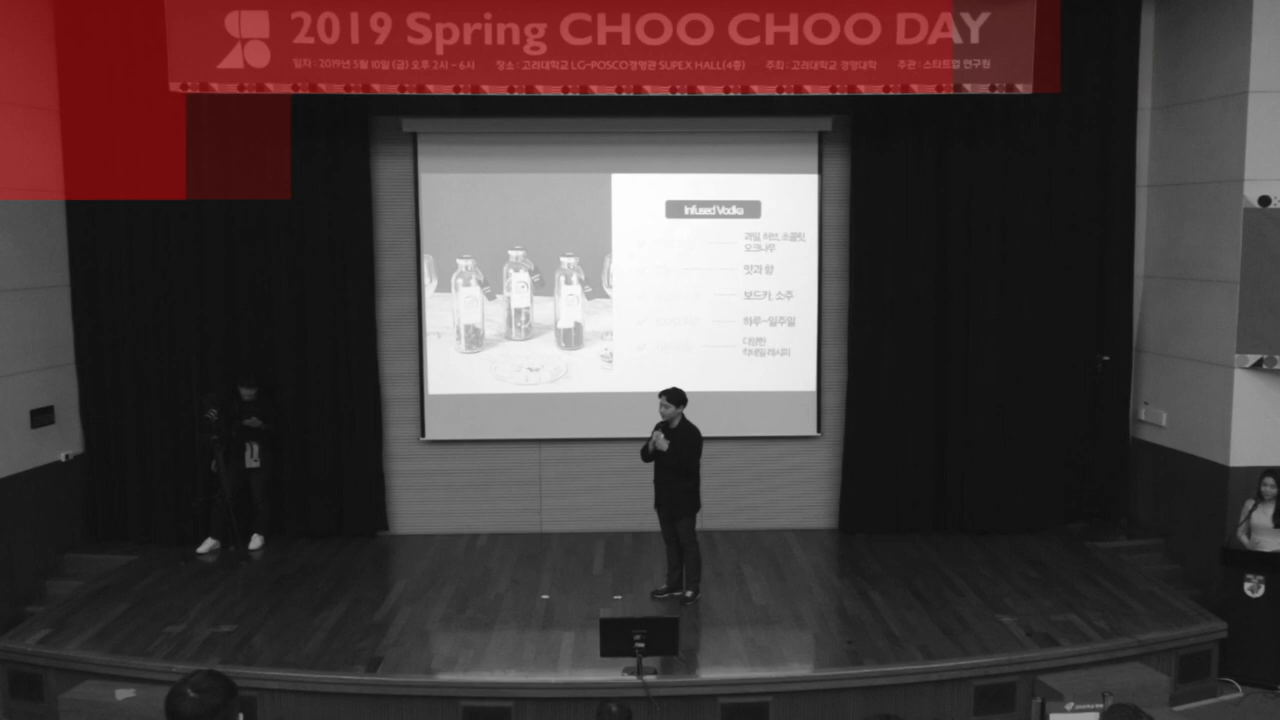 2019 Spring CHOO CHOO DAY
일자 : 2019년 5월 10일 (금) 오후 2시 - 6시 장소 : 고려대학교 LG-POSCO경영관 SUPEX HALL(4층) 주최 : 고려대학교 경영대학 주관 : 스타트업 연구원
Infused Vodka
과일, 허브, 초콜릿,
오크나무
맛과 향
보드카, 소주
하루~일주일
다양한
칵테일 레시피